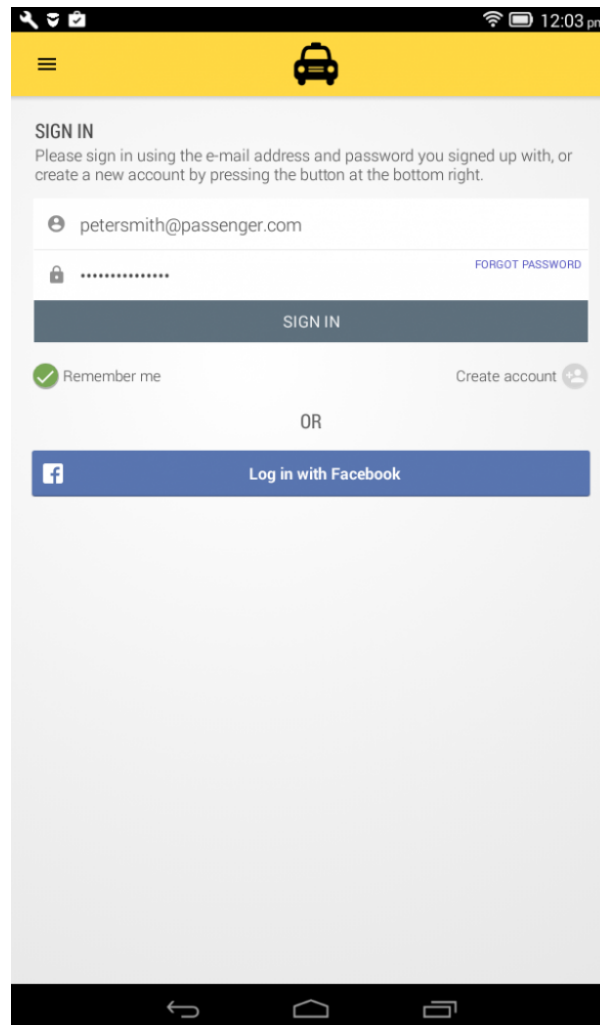 12:03 pm
SIGN IN
Please sign in using the e-mail address and password you signed up with, or
create a new account by pressing the button at the bottom right.
petersmith@passenger.com
•••••••••••••••
FORGOT PASSWORD
SIGN IN
Remember me
Create account
OR
Log in with Facebook